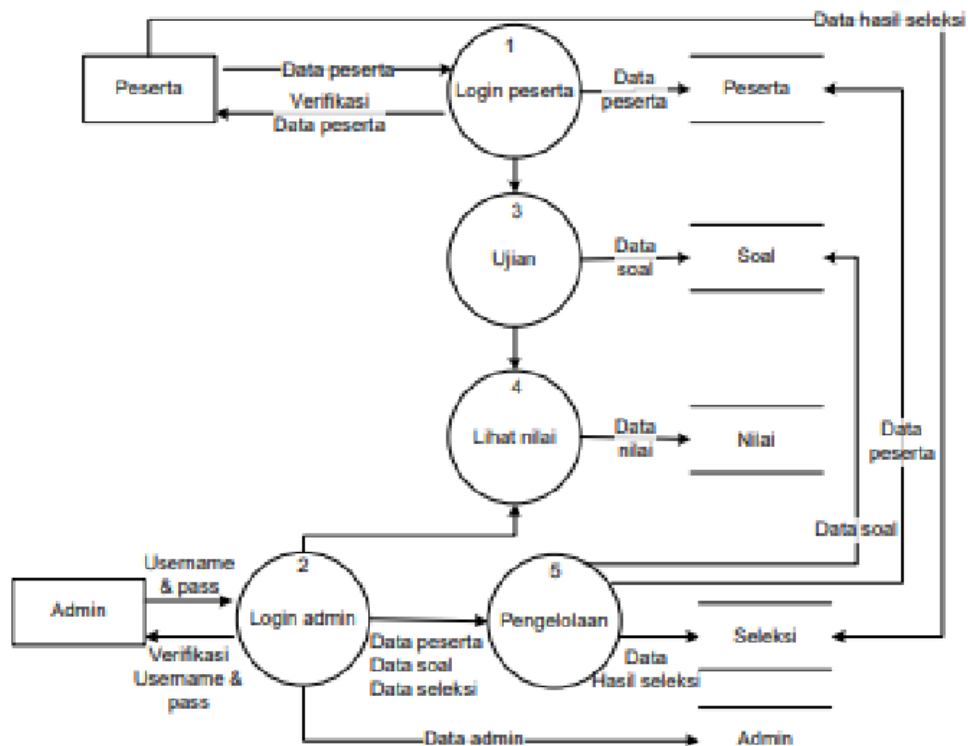 Data hasil seleksi
1
Login peserta
Peserta
Data peserta
Verifikasi
Data peserta
Data
peserta
Peserta
3
Ujian
Data
soal
Soal
4
Lihat nilai
Data
nilai
Nilai
Data
peserta
Data soal
Admin
Username
& pass
Verifikasi
Username &
pass
2
Login admin
Data peserta
Data soal
Data seleksi
5
Pengelolaan
Data
Hasil seleksi
Seleksi
Data admin
Admin